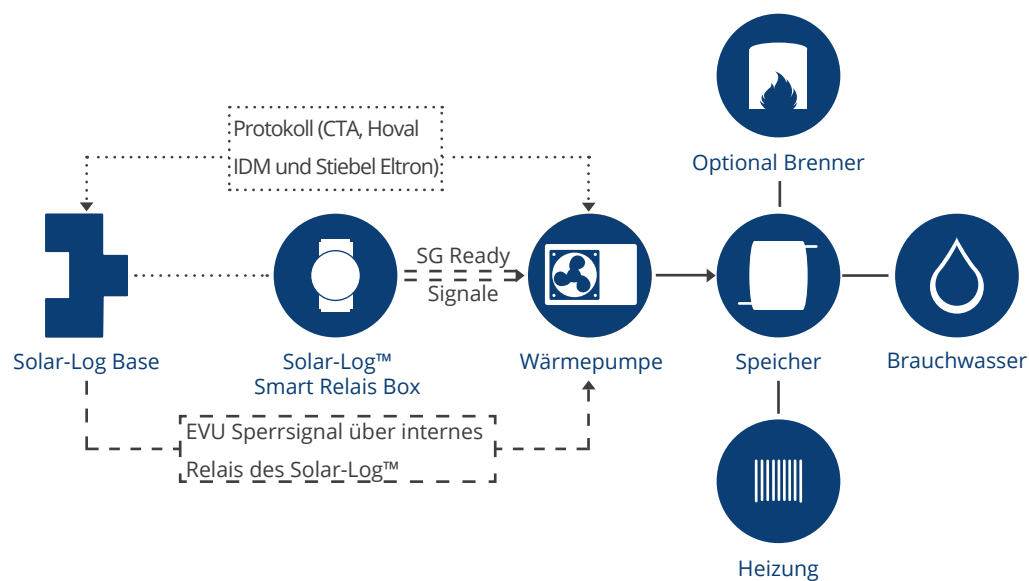 Optional Brenner
Protokoll (CTA, Hoval
IDM und Stiebel Eltron)
SG Ready
Signale
Solar-Log Base
Solar-Log™
Smart Relais Box
Wärmepumpe
Speicher
Brauchwasser
EVU Sperrsignal über internes
Relais des Solar-Log™
Heizung